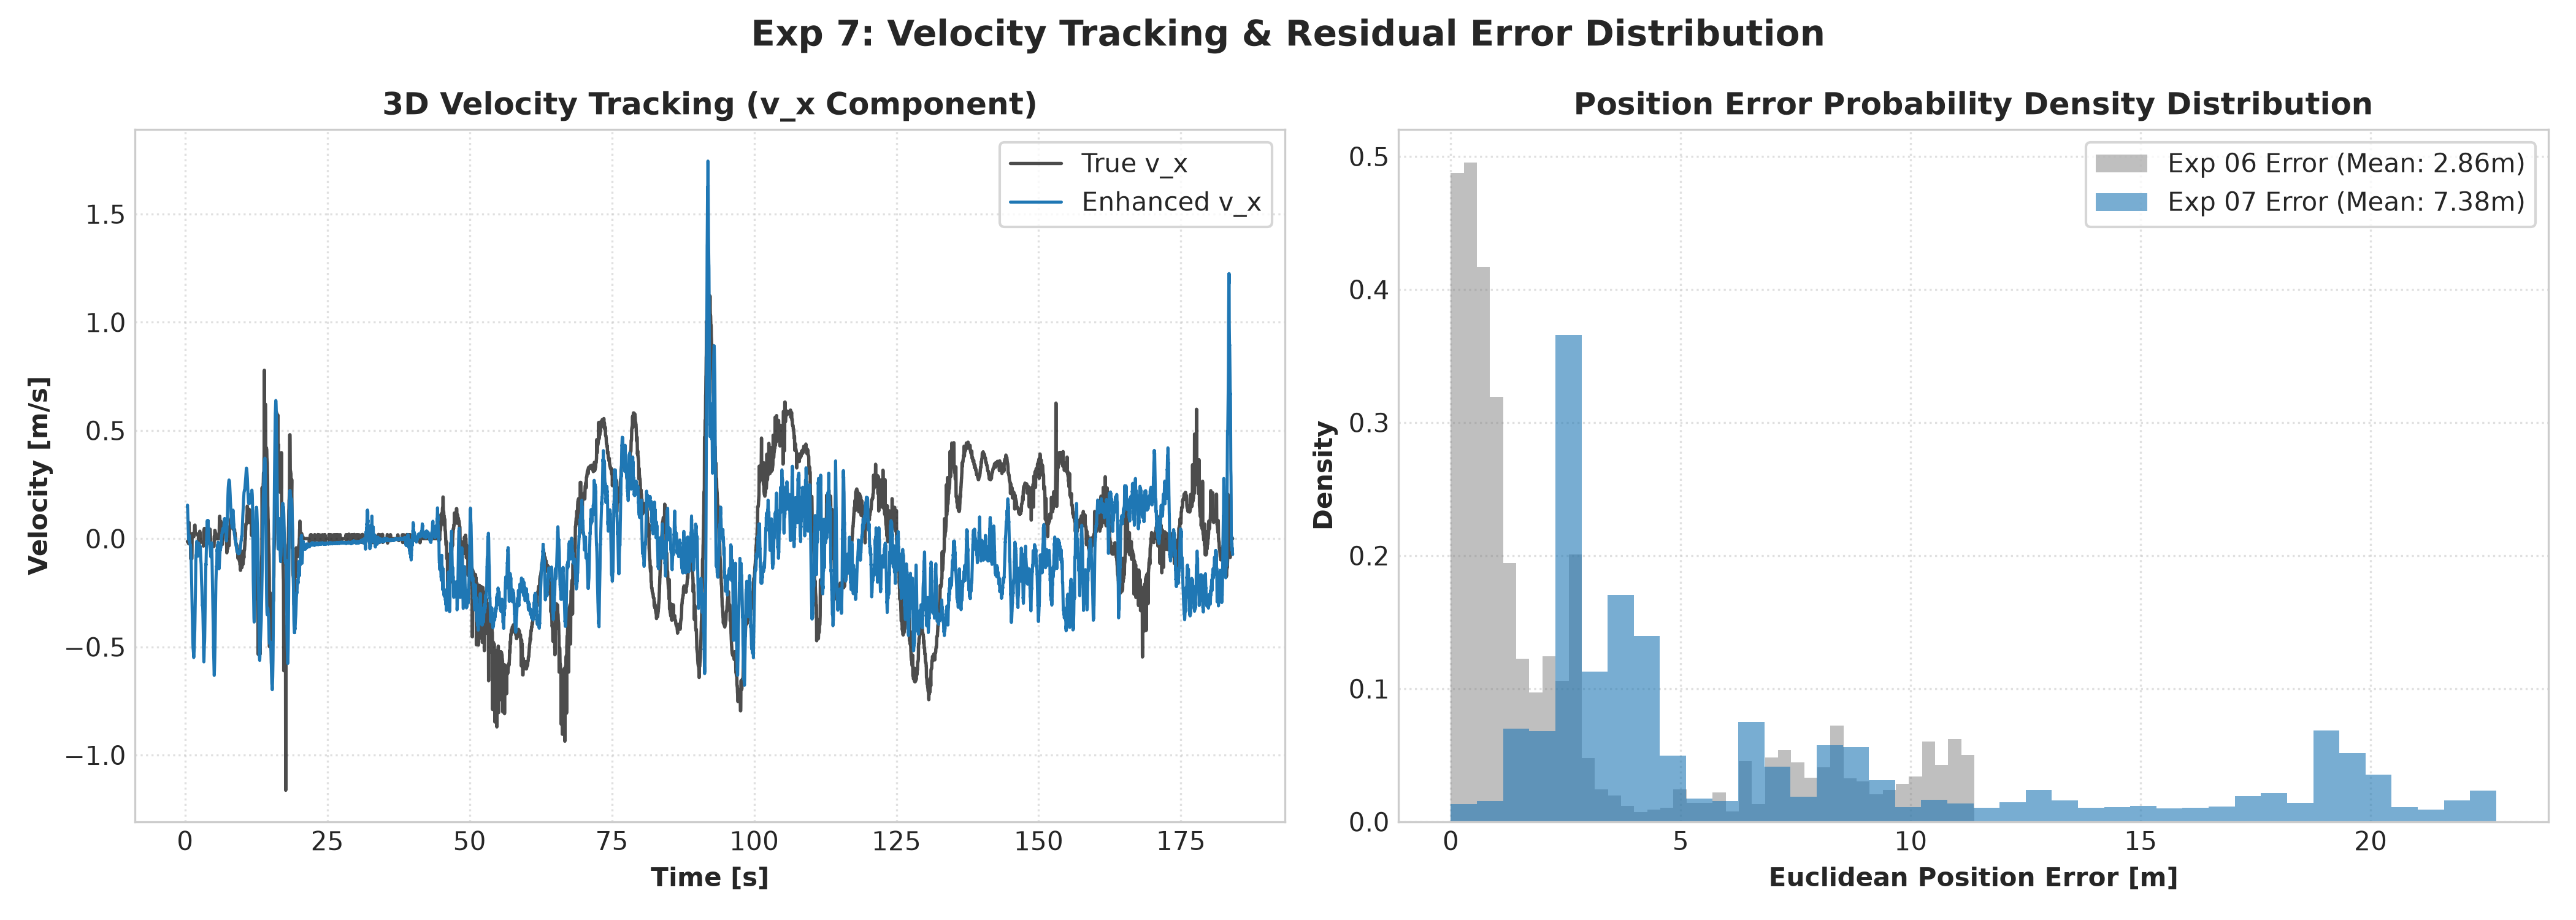 Exp 7: Velocity Tracking & Residual Error Distribution
3D Velocity Tracking (v_x Component)
True v_x
Enhanced v_x
1.5
1.0
0.5
0.0
−0.5
−1.0
Velocity [m/s]
0 25 50 75 100 125 150 175
Time [s]
Position Error Probability Density Distribution
Exp 06 Error (Mean: 2.86m)
Exp 07 Error (Mean: 7.38m)
0.5
0.4
0.3
0.2
0.1
0.0
Density
0 5 10 15 20
Euclidean Position Error [m]